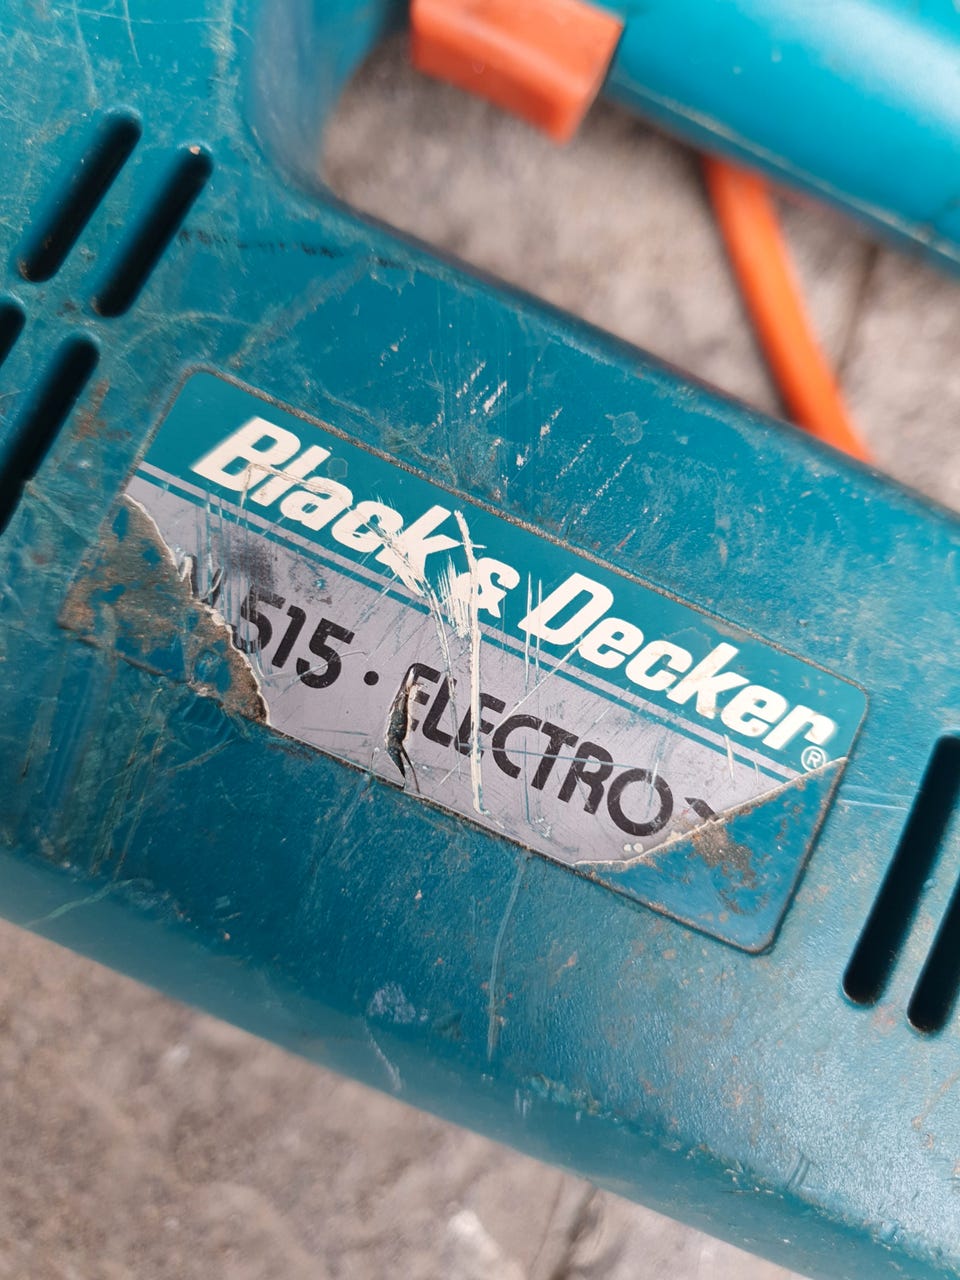 Black & Decker®
515 · ELECTRO